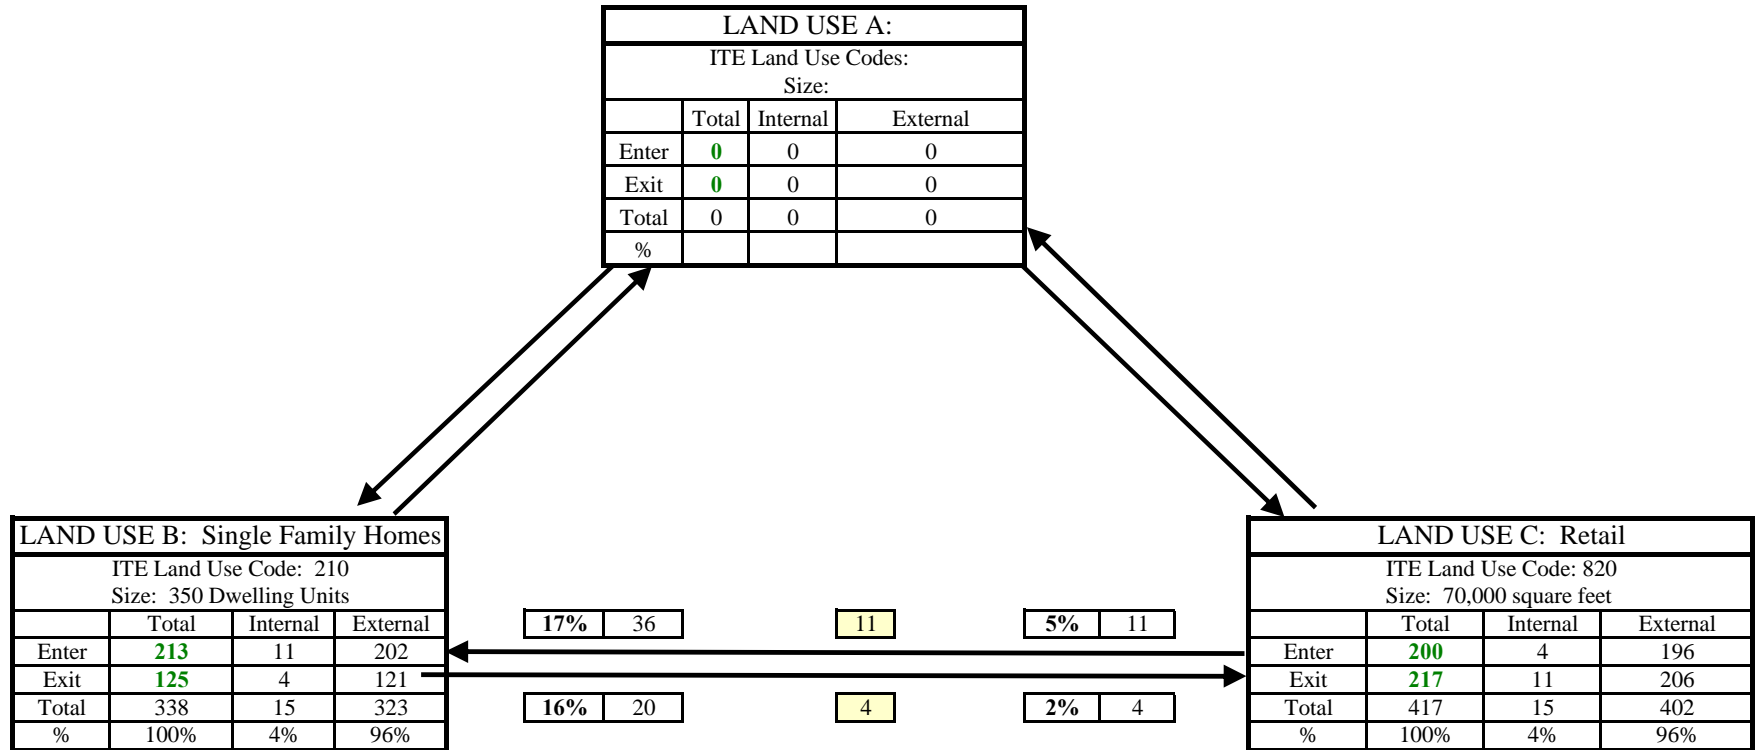 LAND USE A:
ITE Land Use Codes:
Size:
Total Internal External
Enter 0 0 0
Exit 0 0 0
Total 0 0 0
%
LAND USE B: Single Family Homes
ITE Land Use Code: 210
Size: 350 Dwelling Units
Total Internal External
Enter 213 11 202
Exit 125 4 121
Total 338 15 323
% 100% 4% 96%
17% 36 11 5% 11
16% 20 4 2% 4
LAND USE C: Retail
ITE Land Use Code: 820
Size: 70,000 square feet
Total Internal External
Enter 200 4 196
Exit 217 11 206
Total 417 15 402
% 100% 4% 96%